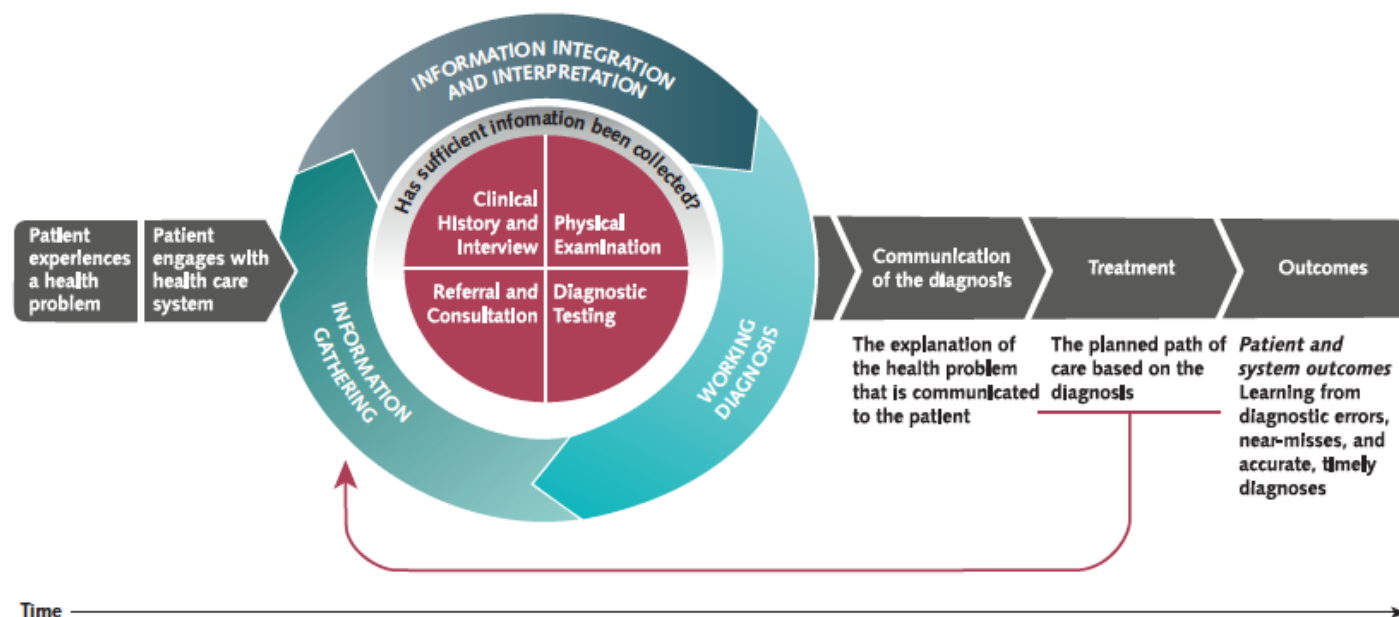 INFORMATION INTEGRATION
AND INTERPRETATION
Has sufficient infomation been collected?
Clinical
History and
Interview
Physical
Examination
Referral and
Consultation
Diagnostic
Testing
INFORMATION
GATHERING
WORKING
DIAGNOSIS
Patient
experiences
a health
problem
Patient
engages with
health care
system
Communication
of the diagnosis
Treatment
Outcomes
The explanation of
the health problem
that is communicated
to the patient
The planned path of
care based on the
diagnosis
Patient and
system outcomes
Learning from
diagnostic errors,
near-misses, and
accurate, timely
diagnoses
Time